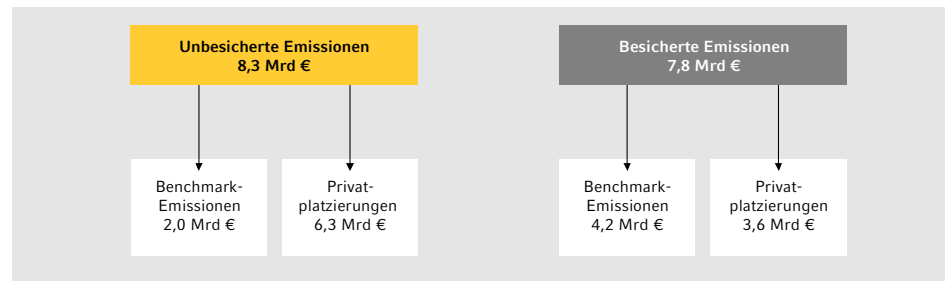 Unbesicherte Emissionen
8,3 Mrd €
Besicherte Emissionen
7,8 Mrd €
Benchmark-
Emissionen
2,0 Mrd €
Privat-
platzierungen
6,3 Mrd €
Benchmark-
Emissionen
4,2 Mrd €
Privat-
platzierungen
3,6 Mrd €